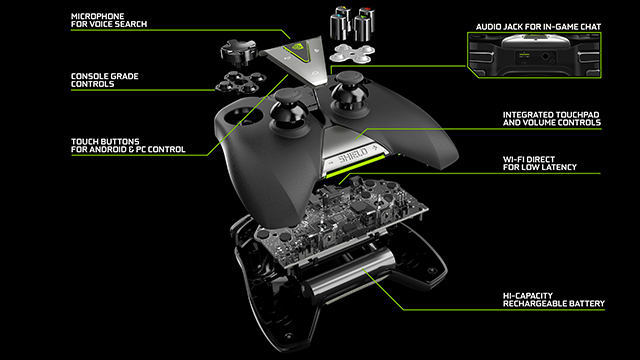 MICROPHONE
FOR VOICE SEARCH
AUDIO JACK FOR IN-GAME CHAT
CONSOLE GRADE
CONTROLS
INTEGRATED TOUCHPAD
AND VOLUME CONTROLS
TOUCH BUTTONS
FOR ANDROID & PC CONTROL
SHIELD
WI-FI DIRECT
FOR LOW LATENCY
HI-CAPACITY
RECHARGEABLE BATTERY